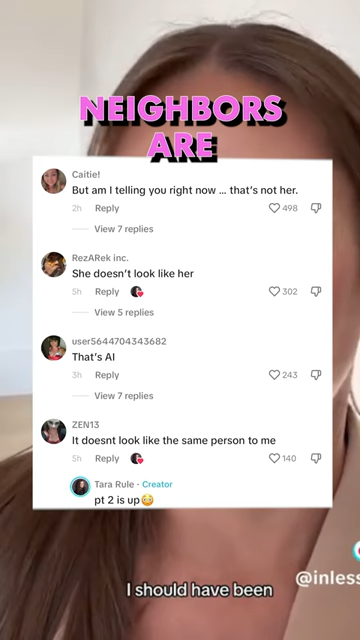 NEIGHBORS
ARE
Caitie!
But am I telling you right now ... that's not her.
2h Reply 498
View 7 replies
RezARek inc.
She doesn't look like her
5h Reply 302
View 5 replies
user5644704343682
That's AI
3h Reply 243
View 7 replies
ZEN13
It doesnt look like the same person to me
5h Reply 140
Tara Rule · Creator
pt 2 is up😳
@inless
I should have been